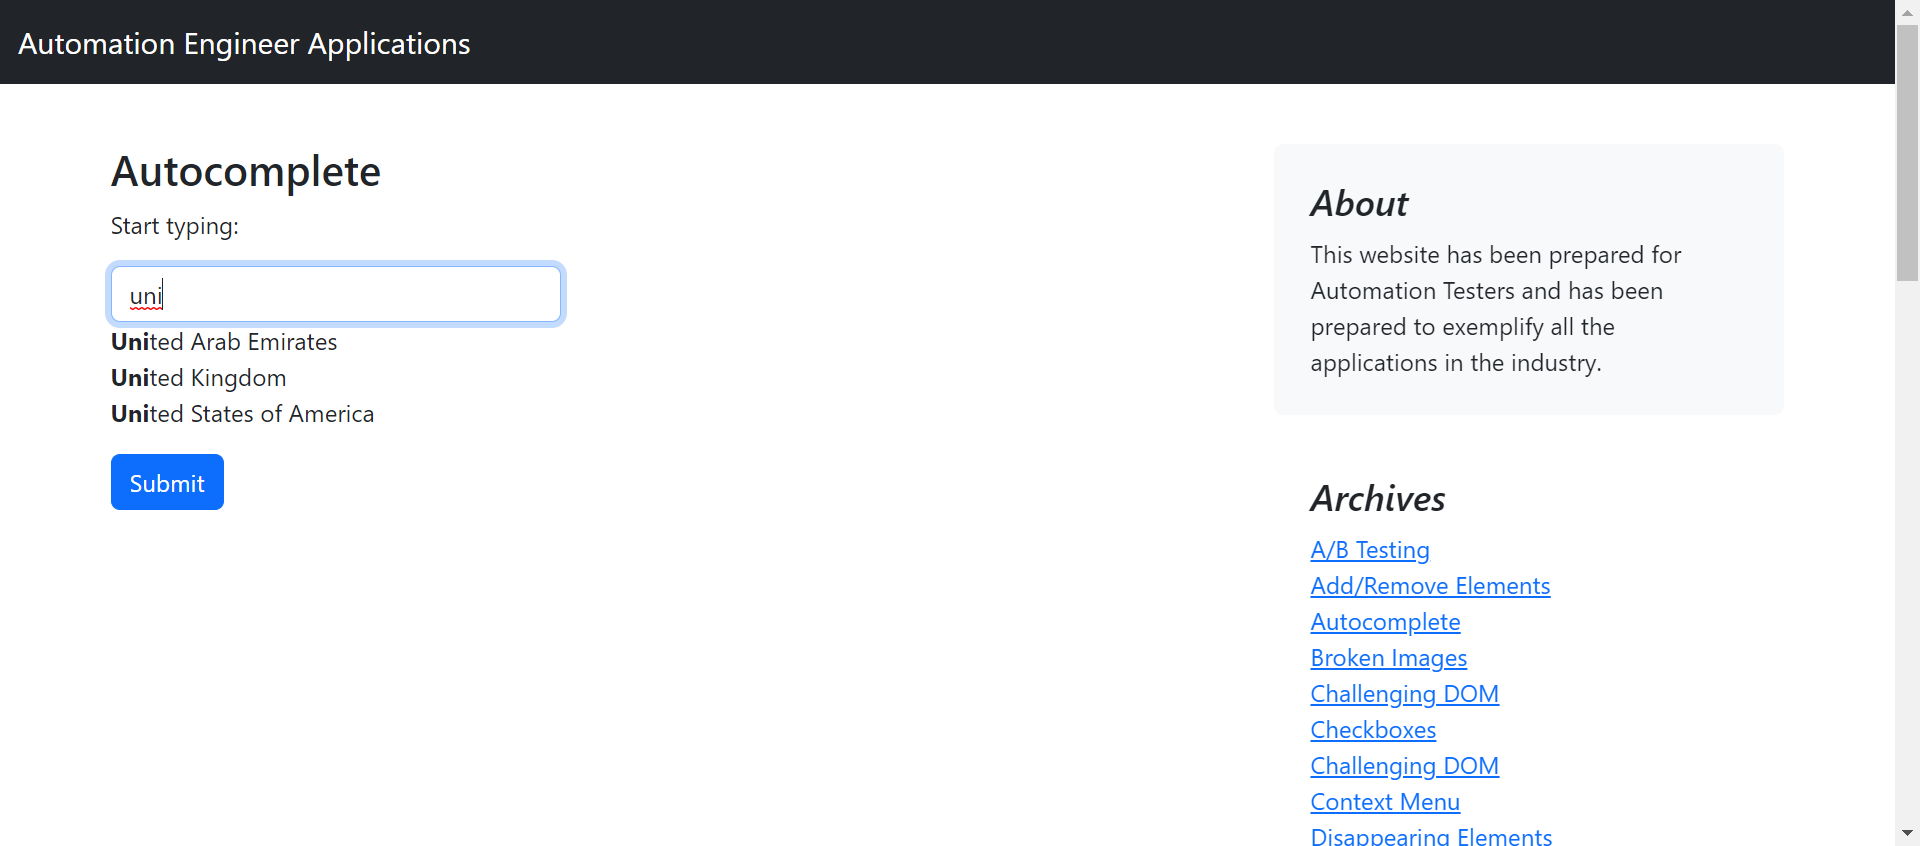 Automation Engineer Applications
Autocomplete
Start typing:
uni
United Arab Emirates
United Kingdom
United States of America
Submit
About
This website has been prepared for
Automation Testers and has been
prepared to exemplify all the
applications in the industry.
Archives
A/B Testing
Add/Remove Elements
Autocomplete
Broken Images
Challenging DOM
Checkboxes
Challenging DOM
Context Menu
Disappearing Elements